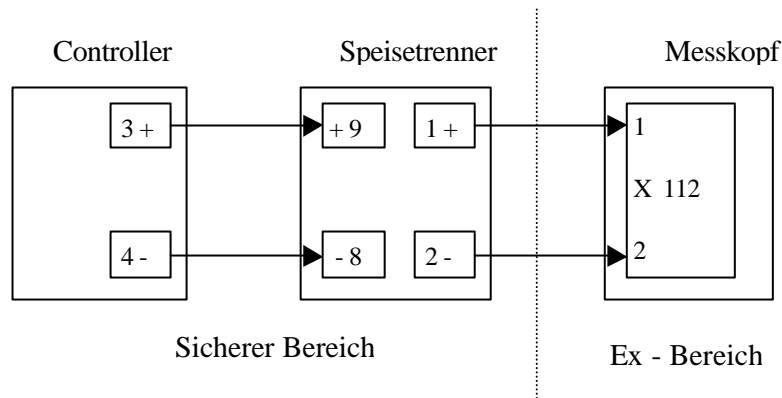 Controller Speisetrenner Messkopf
3 + + 9 1 + 1
X 112
4 - - 8 2 - 2
Sicherer Bereich Ex - Bereich